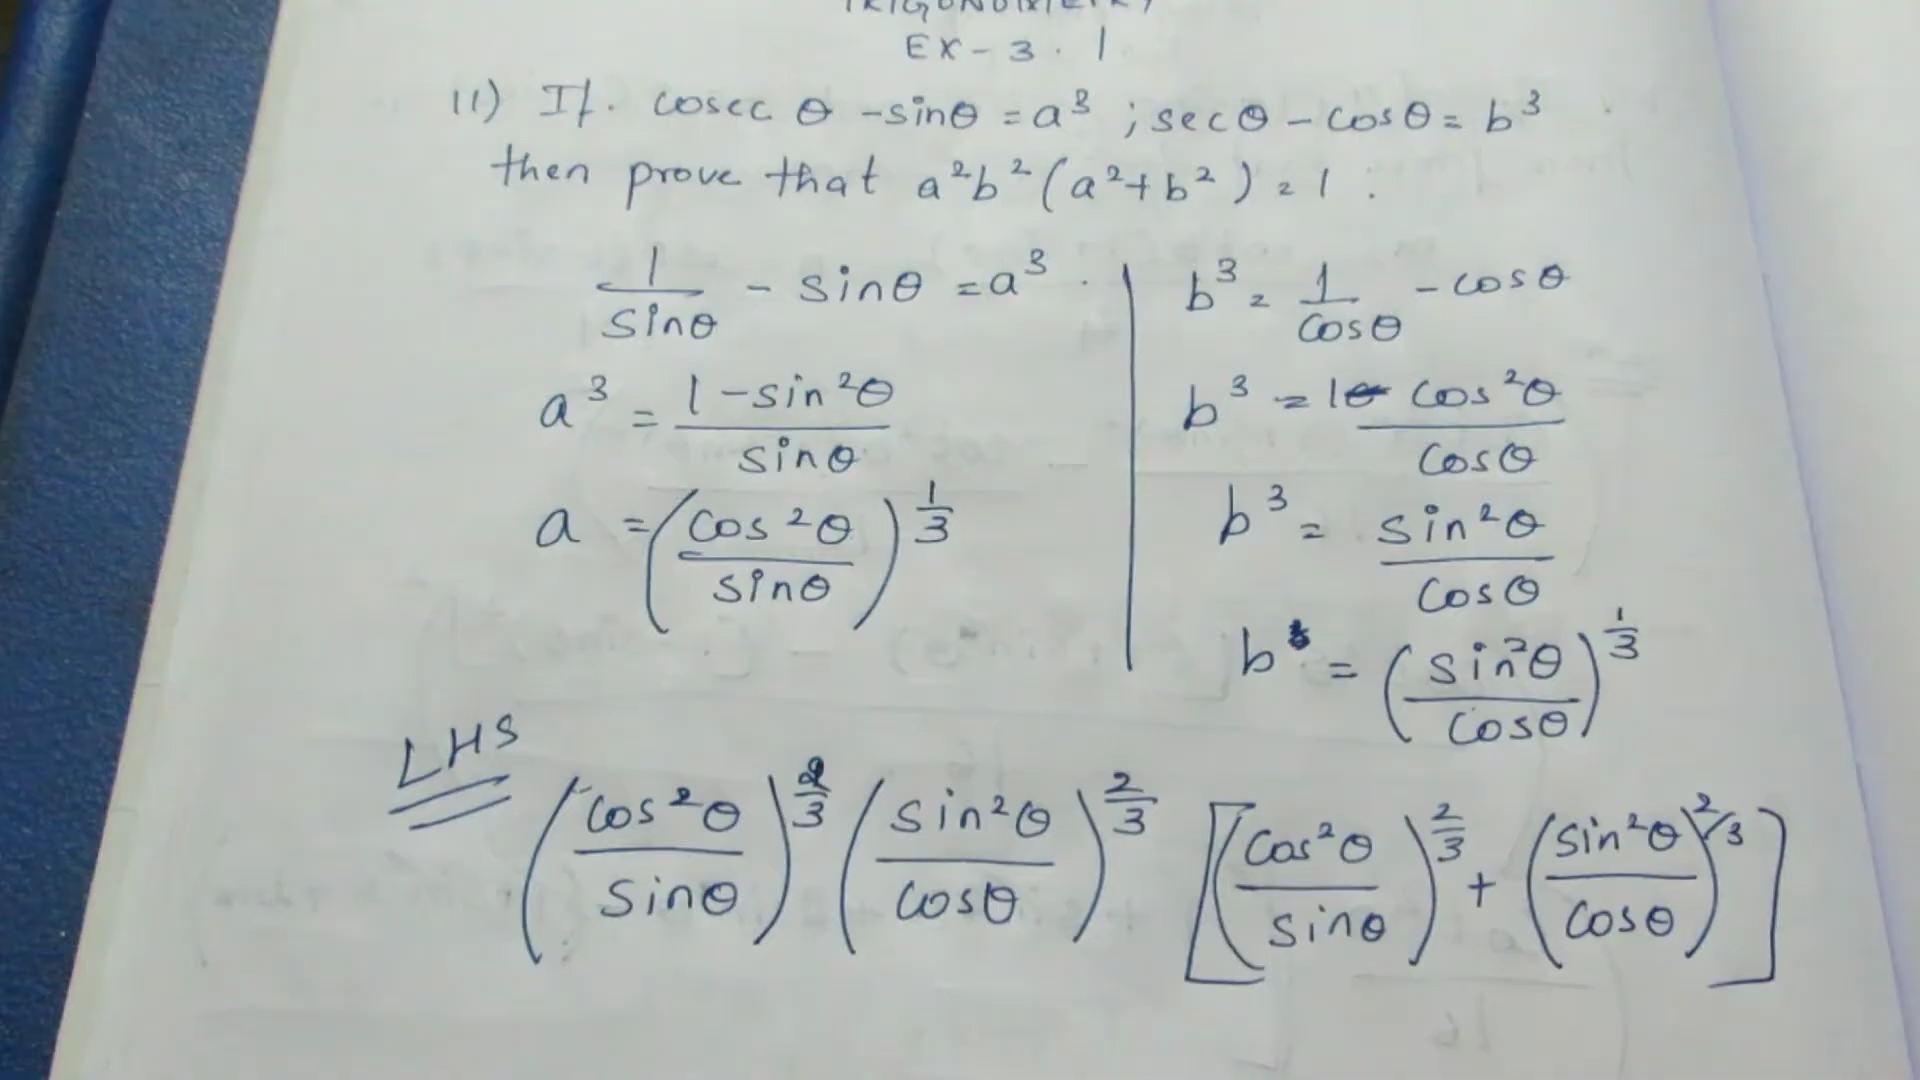 TRIGONOMETRY
EX - 3.1
11) If. cosec θ - sinθ = a³ ; secθ - cosθ = b³
then prove that a²b² (a² + b²) = 1.
1/sinθ - sinθ = a³.
a³ = (1 - sin²θ)/sinθ
a = (cos²θ/sinθ)^(1/3)
b³ = 1/cosθ - cosθ
b³ = 1 - cos²θ/cosθ
b³ = sin²θ/cosθ
b = (sin²θ/cosθ)^(1/3)
LHS
(cos²θ/sinθ)^(2/3) (sin²θ/cosθ)^(2/3) [(cos²θ/sinθ)^(2/3) + (sin²θ/cosθ)^(2/3)]